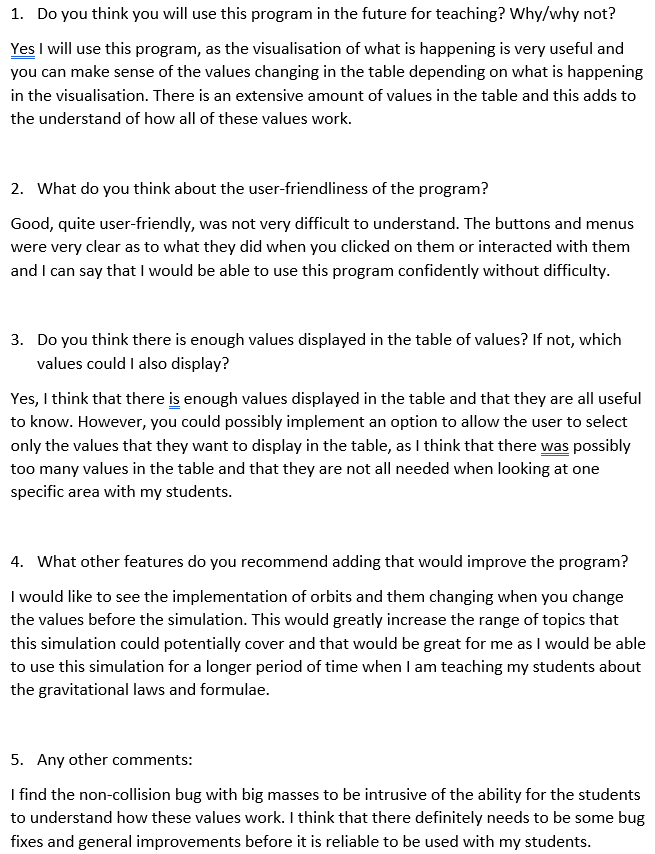 1. Do you think you will use this program in the future for teaching? Why/why not?
Yes I will use this program, as the visualisation of what is happening is very useful and
you can make sense of the values changing in the table depending on what is happening
in the visualisation. There is an extensive amount of values in the table and this adds to
the understand of how all of these values work.
2. What do you think about the user-friendliness of the program?
Good, quite user-friendly, was not very difficult to understand. The buttons and menus
were very clear as to what they did when you clicked on them or interacted with them
and I can say that I would be able to use this program confidently without difficulty.
3. Do you think there is enough values displayed in the table of values? If not, which
values could I also display?
Yes, I think that there is enough values displayed in the table and that they are all useful
to know. However, you could possibly implement an option to allow the user to select
only the values that they want to display in the table, as I think that there was possibly
too many values in the table and that they are not all needed when looking at one
specific area with my students.
4. What other features do you recommend adding that would improve the program?
I would like to see the implementation of orbits and them changing when you change
the values before the simulation. This would greatly increase the range of topics that
this simulation could potentially cover and that would be great for me as I would be able
to use this simulation for a longer period of time when I am teaching my students about
the gravitational laws and formulae.
5. Any other comments:
I find the non-collision bug with big masses to be intrusive of the ability for the students
to understand how these values work. I think that there definitely needs to be some bug
fixes and general improvements before it is reliable to be used with my students.